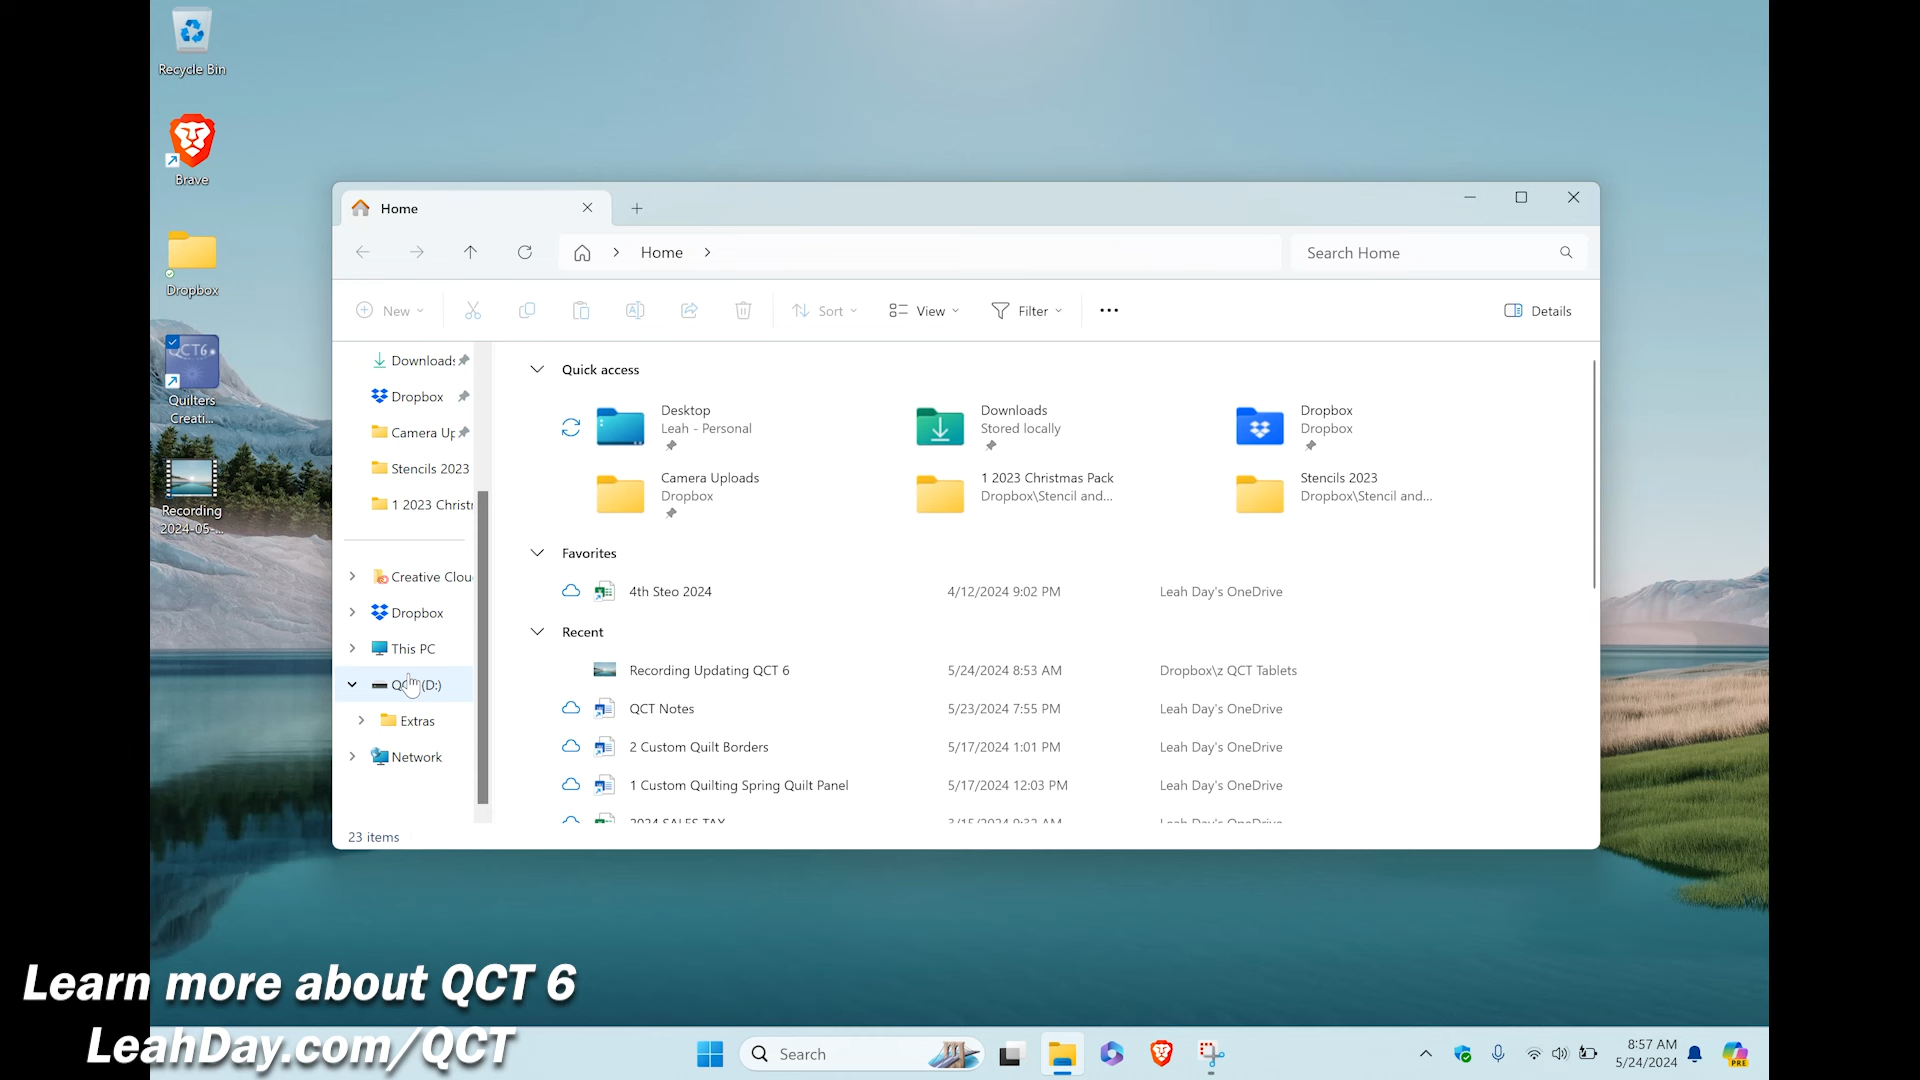 Recycle Bin
Brave
Dropbox
QCT6
Quilters
Creati...
Recording
2024-05-...
Home
Home
Search Home
New
Sort
View
Filter
Details
Downloads
Dropbox
Camera Up
Stencils 2023
1 2023 Christ
Creative Clou
Dropbox
This PC
(D:)
Extras
Network
23 items
Quick access
Desktop
Leah - Personal
Downloads
Stored locally
Dropbox
Dropbox
Camera Uploads
Dropbox
1 2023 Christmas Pack
Dropbox\Stencil and...
Stencils 2023
Dropbox\Stencil and...
Favorites
4th Steo 2024 4/12/2024 9:02 PM Leah Day's OneDrive
Recent
Recording Updating QCT 6 5/24/2024 8:53 AM Dropbox\z QCT Tablets
QCT Notes 5/23/2024 7:55 PM Leah Day's OneDrive
2 Custom Quilt Borders 5/17/2024 1:01 PM Leah Day's OneDrive
1 Custom Quilting Spring Quilt Panel 5/17/2024 12:03 PM Leah Day's OneDrive
2024 SALES TAX 3/15/2024 9:32 AM Leah Day's OneDrive
Learn more about QCT 6
LeahDay.com/QCT
Search
8:57 AM
5/24/2024
PRE